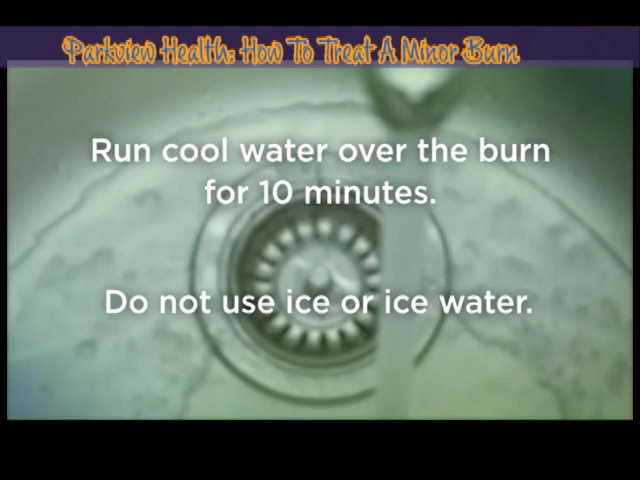 Parkview Health: How To Treat A Minor Burn
Run cool water over the burn
for 10 minutes.
Do not use ice or ice water.